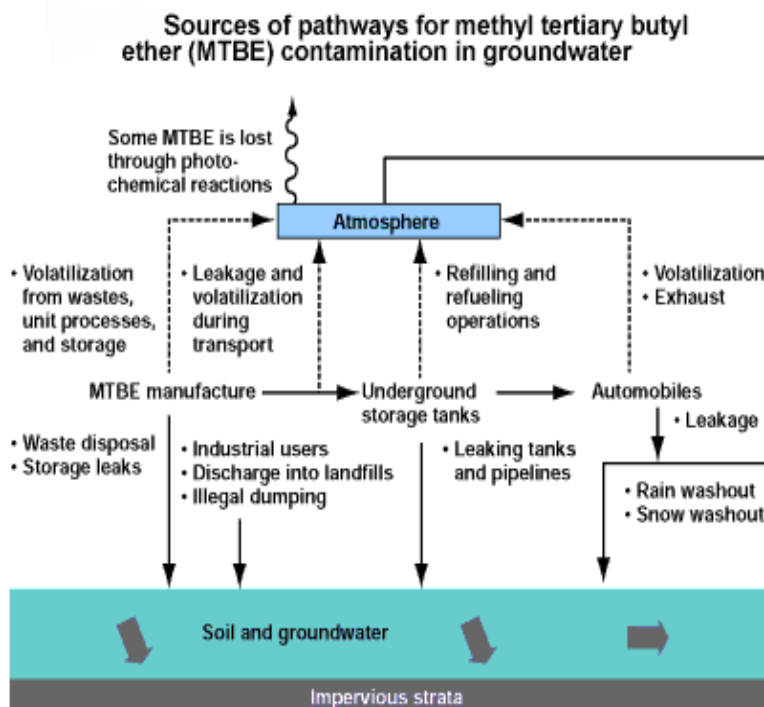 Sources of pathways for methyl tertiary butyl
ether (MTBE) contamination in groundwater
Some MTBE is lost
through photo-
chemical reactions
Atmosphere
• Volatilization
from wastes,
unit processes,
and storage
• Leakage and
volatilization
during
transport
• Refilling and
refueling
operations
• Volatilization
• Exhaust
MTBE manufacture
Underground
storage tanks
Automobiles
• Waste disposal
• Storage leaks
• Industrial users
• Discharge into landfills
• Illegal dumping
• Leaking tanks
and pipelines
• Leakage
• Rain washout
• Snow washout
Soil and groundwater
Impervious strata